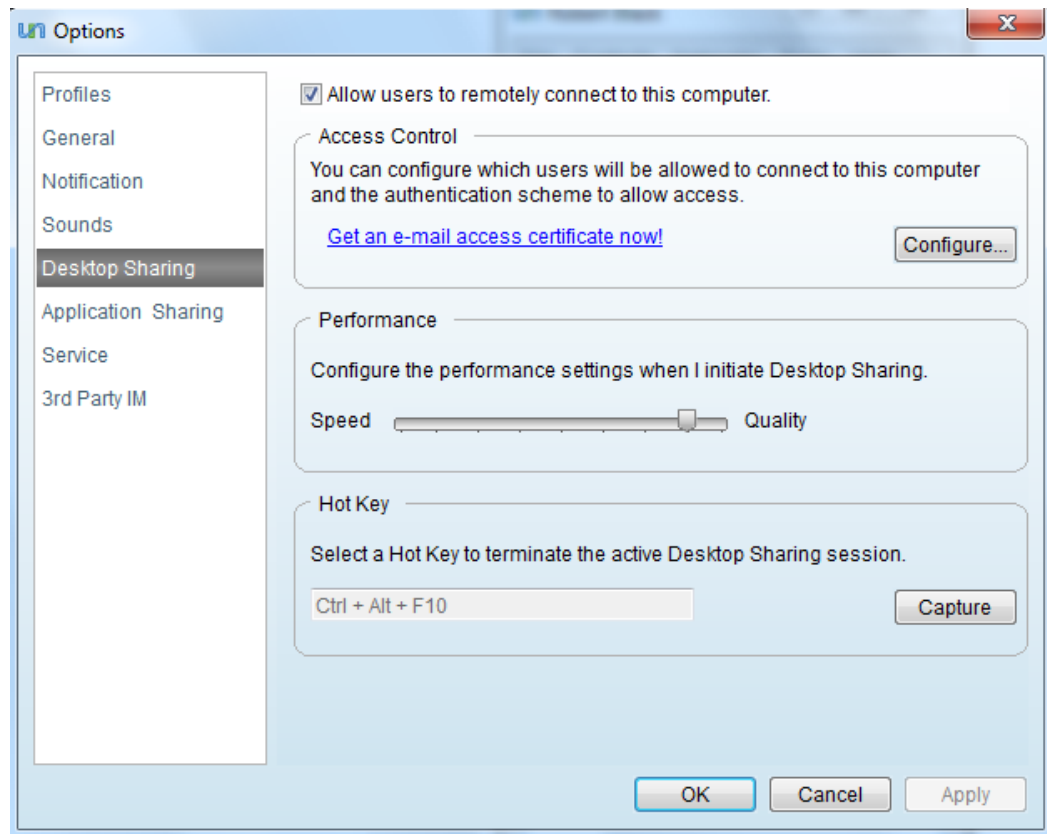 un Options
Profiles
General
Notification
Sounds
Desktop Sharing
Application Sharing
Service
3rd Party IM
Allow users to remotely connect to this computer.
Access Control
You can configure which users will be allowed to connect to this computer
and the authentication scheme to allow access.
Get an e-mail access certificate now!
Configure...
Performance
Configure the performance settings when I initiate Desktop Sharing.
Speed Quality
Hot Key
Select a Hot Key to terminate the active Desktop Sharing session.
Ctrl + Alt + F10
Capture
OK Cancel Apply